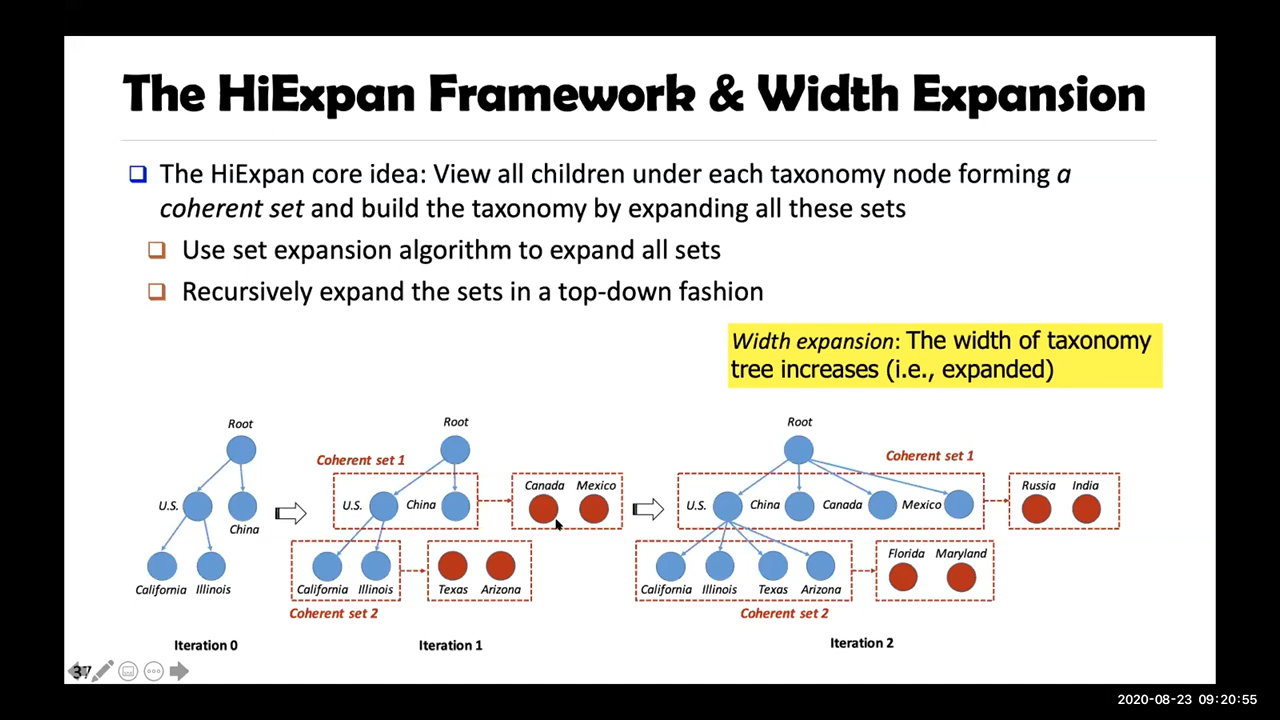 The HiExpan Framework & Width Expansion
The HiExpan core idea: View all children under each taxonomy node forming a
coherent set and build the taxonomy by expanding all these sets
Use set expansion algorithm to expand all sets
Recursively expand the sets in a top-down fashion
Width expansion: The width of taxonomy
tree increases (i.e., expanded)
Root
U.S.
China
California Illinois
Iteration 0
Root
Coherent set 1
U.S. China
Canada Mexico
California Illinois
Texas Arizona
Coherent set 2
Iteration 1
Root
Coherent set 1
U.S. China Canada Mexico
Russia India
California Illinois Texas Arizona
Florida Maryland
Coherent set 2
Iteration 2
37
2020-08-23 09:20:55